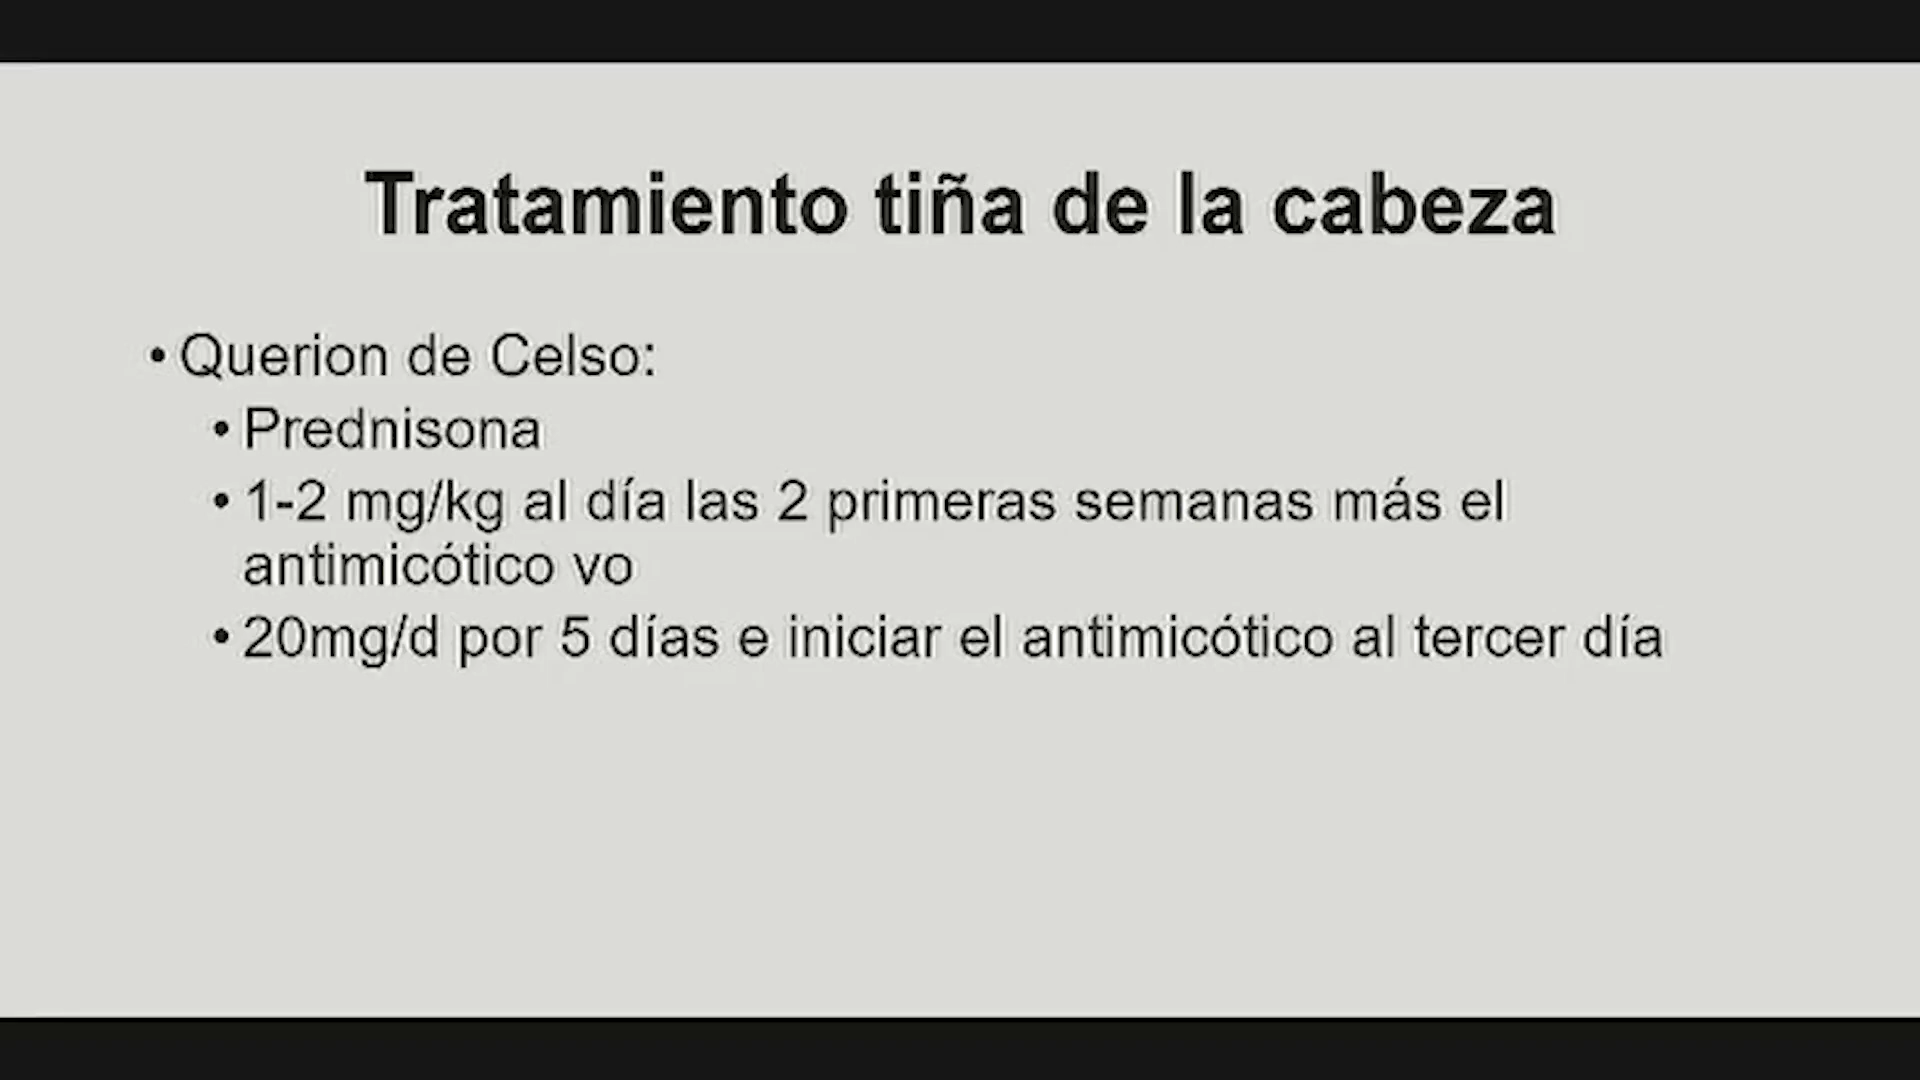 Tratamiento tiña de la cabeza
• Querion de Celso:
• Prednisona
• 1-2 mg/kg al día las 2 primeras semanas más el
antimicótico vo
• 20mg/d por 5 días e iniciar el antimicótico al tercer día